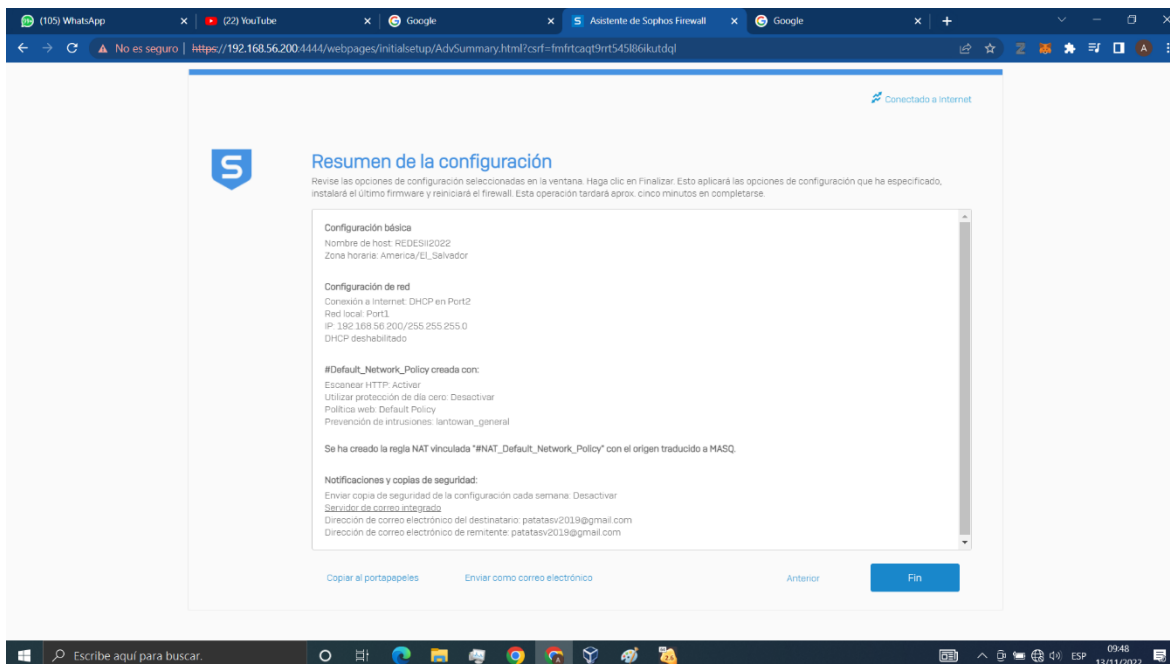 (105) WhatsApp
(22) YouTube
Google
Asistente de Sophos Firewall
Google
No es seguro | https://192.168.56.200:4444/webpages/initialsetup/AdvSummary.html?csrf=fmfrtcaqt9rrt545l86ikutdql
A
Conectado a Internet
S
Resumen de la configuración
Revise las opciones de configuración seleccionadas en la ventana. Haga clic en Finalizar. Esto aplicará las opciones de configuración que ha especificado,
instalará el último firmware y reiniciará el firewall. Esta operación tardará aprox. cinco minutos en completarse.
Configuración básica
Nombre de host: REDESII2022
Zona horaria: America/El_Salvador
Configuración de red
Conexión a Internet: DHCP en Port2
Red local: Port1
IP: 192.168.56.200/255.255.255.0
DHCP deshabilitado
#Default_Network_Policy creada con:
Escanear HTTP: Activar
Utilizar protección de día cero: Desactivar
Política web: Default Policy
Prevención de intrusiones: lantowan_general
Se ha creado la regla NAT vinculada "#NAT_Default_Network_Policy" con el origen traducido a MASQ.
Notificaciones y copias de seguridad:
Enviar copia de seguridad de la configuración cada semana: Desactivar
Servidor de correo integrado
Dirección de correo electrónico del destinatario: patatasv2019@gmail.com
Dirección de correo electrónico de remitente: patatasv2019@gmail.com
Copiar al portapapeles
Enviar como correo electrónico
Anterior
Fin
Escribe aquí para buscar.
ESP
09:48
13/11/2022